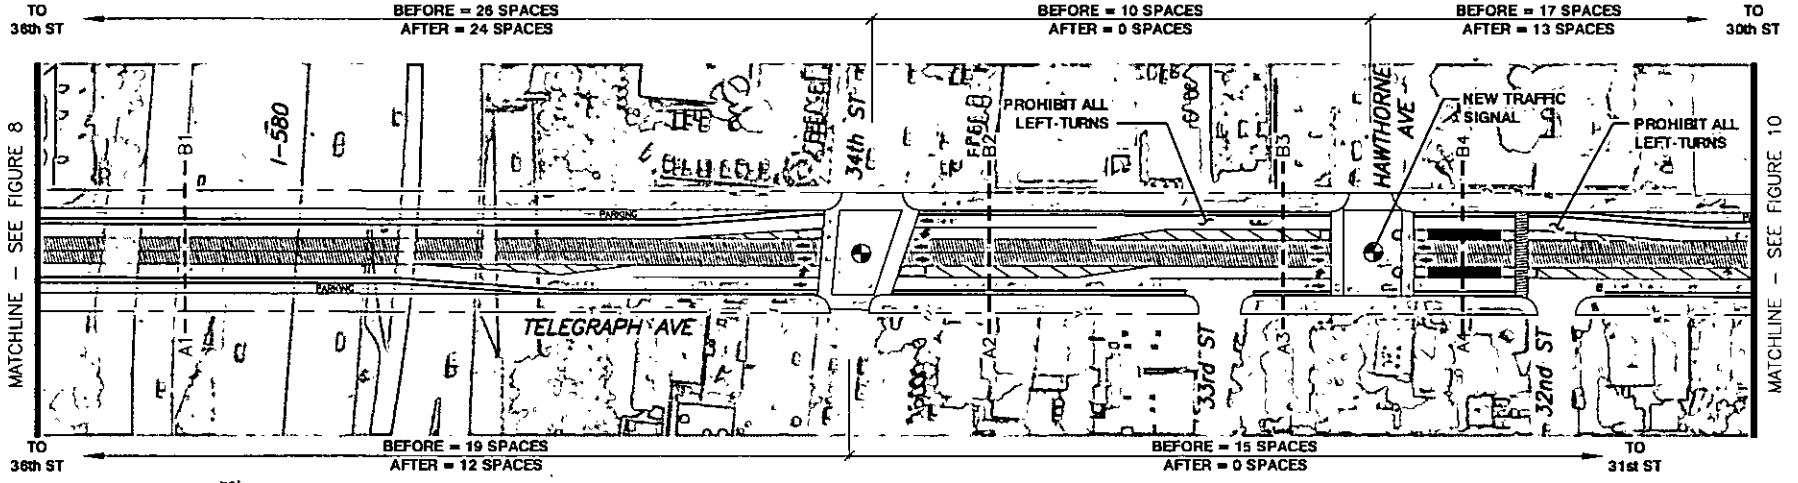 TO
36th ST
BEFORE = 26 SPACES
AFTER = 24 SPACES
BEFORE = 10 SPACES
AFTER = 0 SPACES
BEFORE = 17 SPACES
AFTER = 13 SPACES
TO
30th ST
MATCHLINE - SEE FIGURE 8
B1
I-580
34th ST
B2
PROHIBIT ALL
LEFT-TURNS
B3
HAWTHORNE
AVE
NEW TRAFFIC
SIGNAL
B4
PROHIBIT ALL
LEFT-TURNS
MATCHLINE - SEE FIGURE 10
PARKING
PARKING
TELEGRAPH AVE
A1
A2
33rd ST
A3
A4
32nd ST
TO
36th ST
BEFORE = 19 SPACES
AFTER = 12 SPACES
BEFORE = 15 SPACES
AFTER = 0 SPACES
TO
31st ST